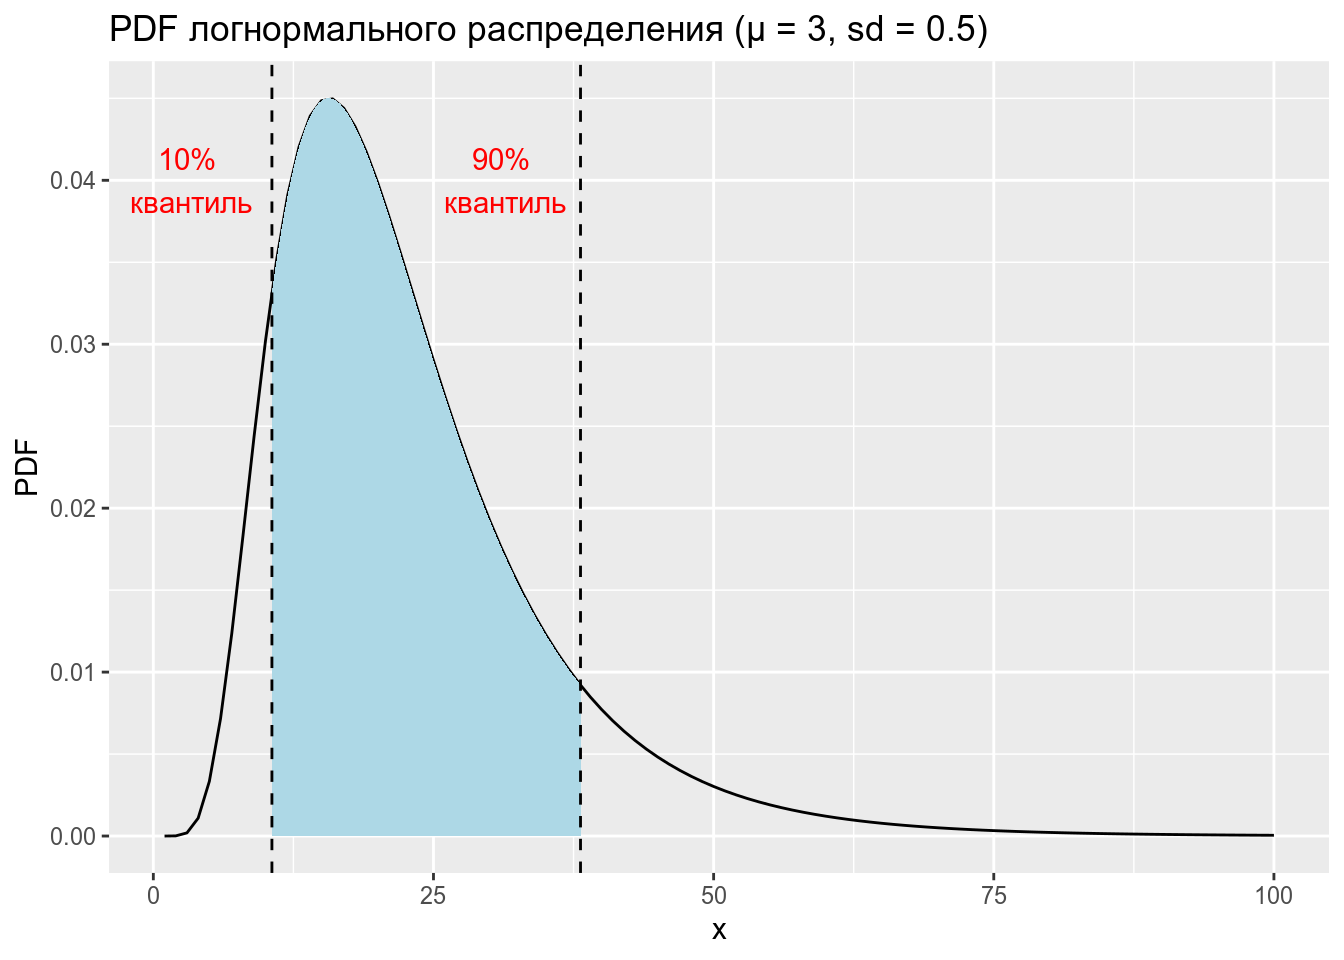 PDF логнормального распределения (μ = 3, sd = 0.5)
10%
квантиль
90%
квантиль
0.04
0.03
0.02
0.01
0.00
PDF
0
25
50
75
100
x